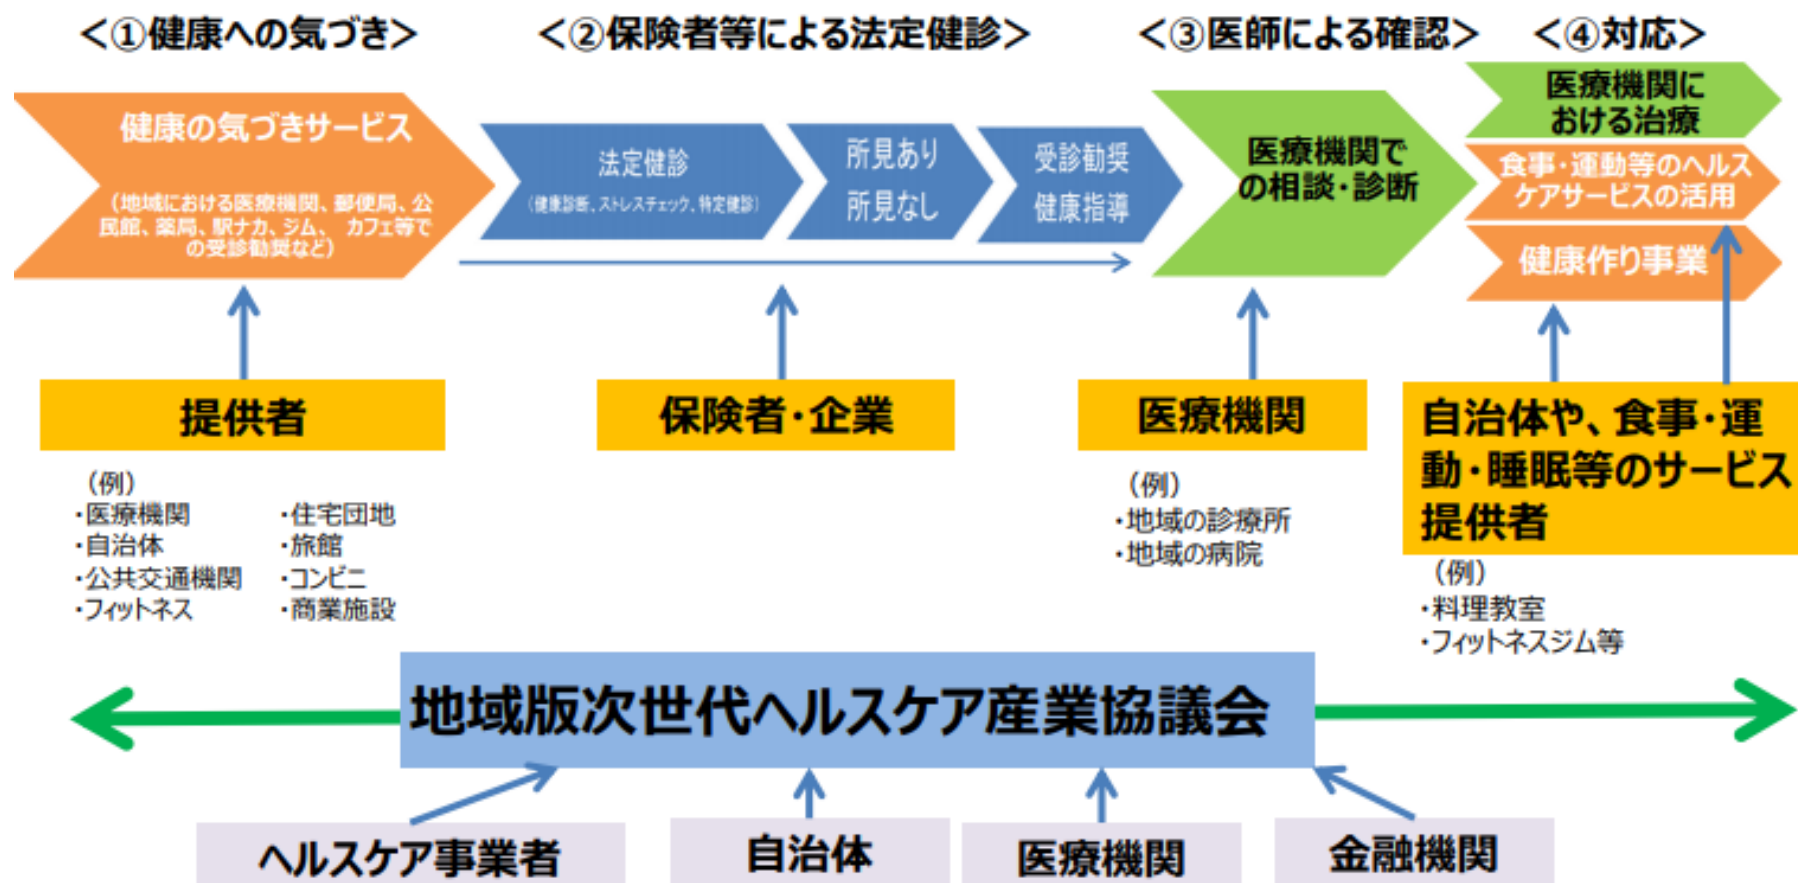 ＜①健康への気づき＞
＜②保険者等による法定健診＞
＜③医師による確認＞
＜④対応＞
健康の気づきサービス
（地域における医療機関、郵便局、公
民館、薬局、駅ナカ、ジム、 カフェ等で
の受診勧奨など）
法定健診
（健康診断、ストレスチェック、特定健診）
所見あり
所見なし
受診勧奨
健康指導
医療機関で
の相談・診断
医療機関に
おける治療
食事・運動等のヘルス
ケアサービスの活用
健康作り事業
提供者
（例）
・医療機関
・自治体
・公共交通機関
・フィットネス
・住宅団地
・旅館
・コンビニ
・商業施設
保険者・企業
医療機関
（例）
・地域の診療所
・地域の病院
自治体や、食事・運
動・睡眠等のサービス
提供者
（例）
・料理教室
・フィットネスジム等
地域版次世代ヘルスケア産業協議会
ヘルスケア事業者
自治体
医療機関
金融機関